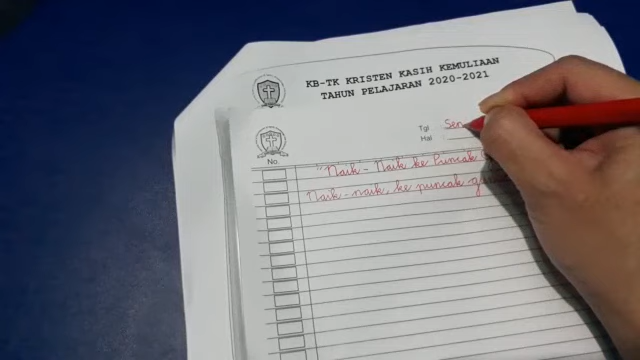 KB-TK KRISTEN KASIH KEMULIAAN
TAHUN PELAJARAN 2020-2021
Tgl : Sen
Hal :
No.
"Naik - Naik ke Puncak
Naik-naik, ke puncak g